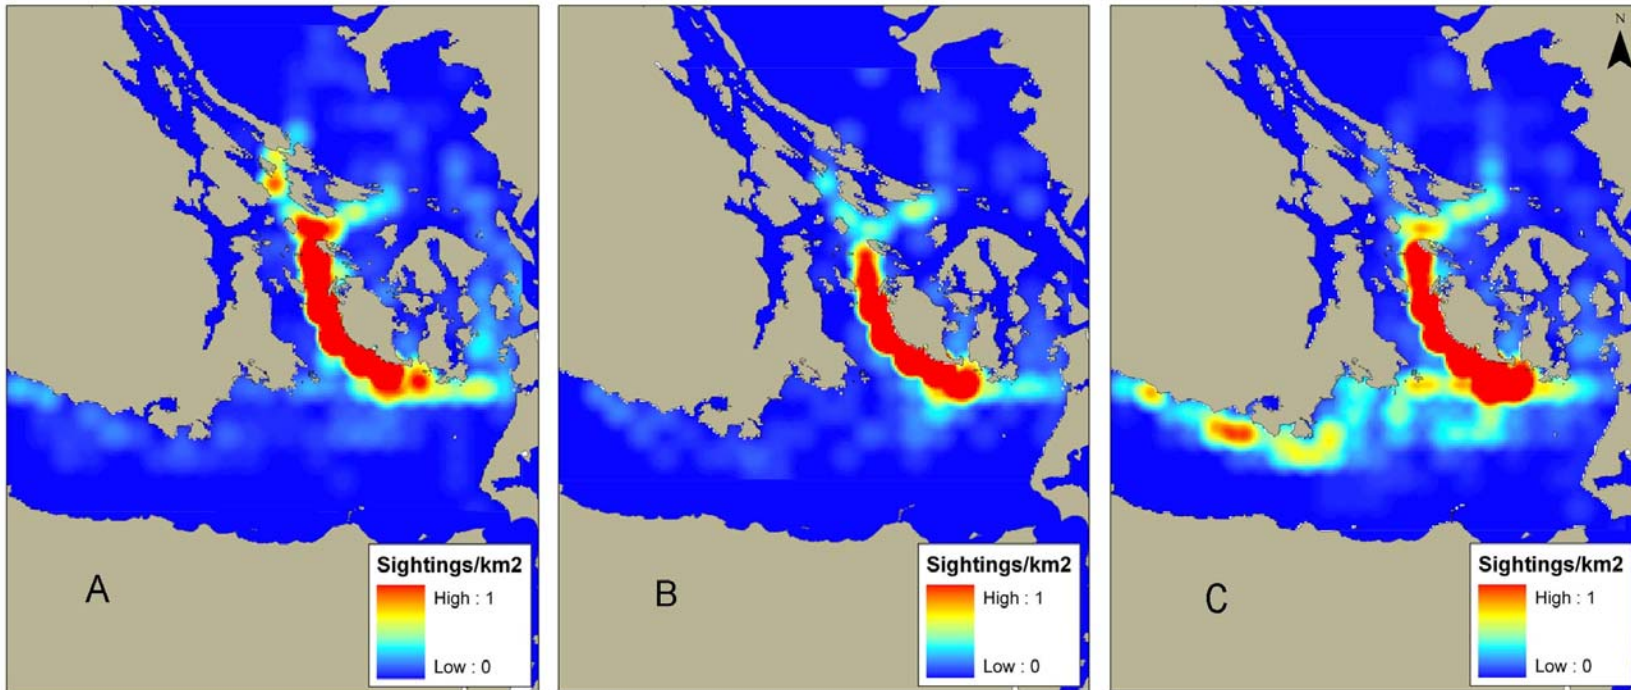 N
Sightings/km2
High : 1
Low : 0
A
Sightings/km2
High : 1
Low : 0
B
Sightings/km2
High : 1
Low : 0
C